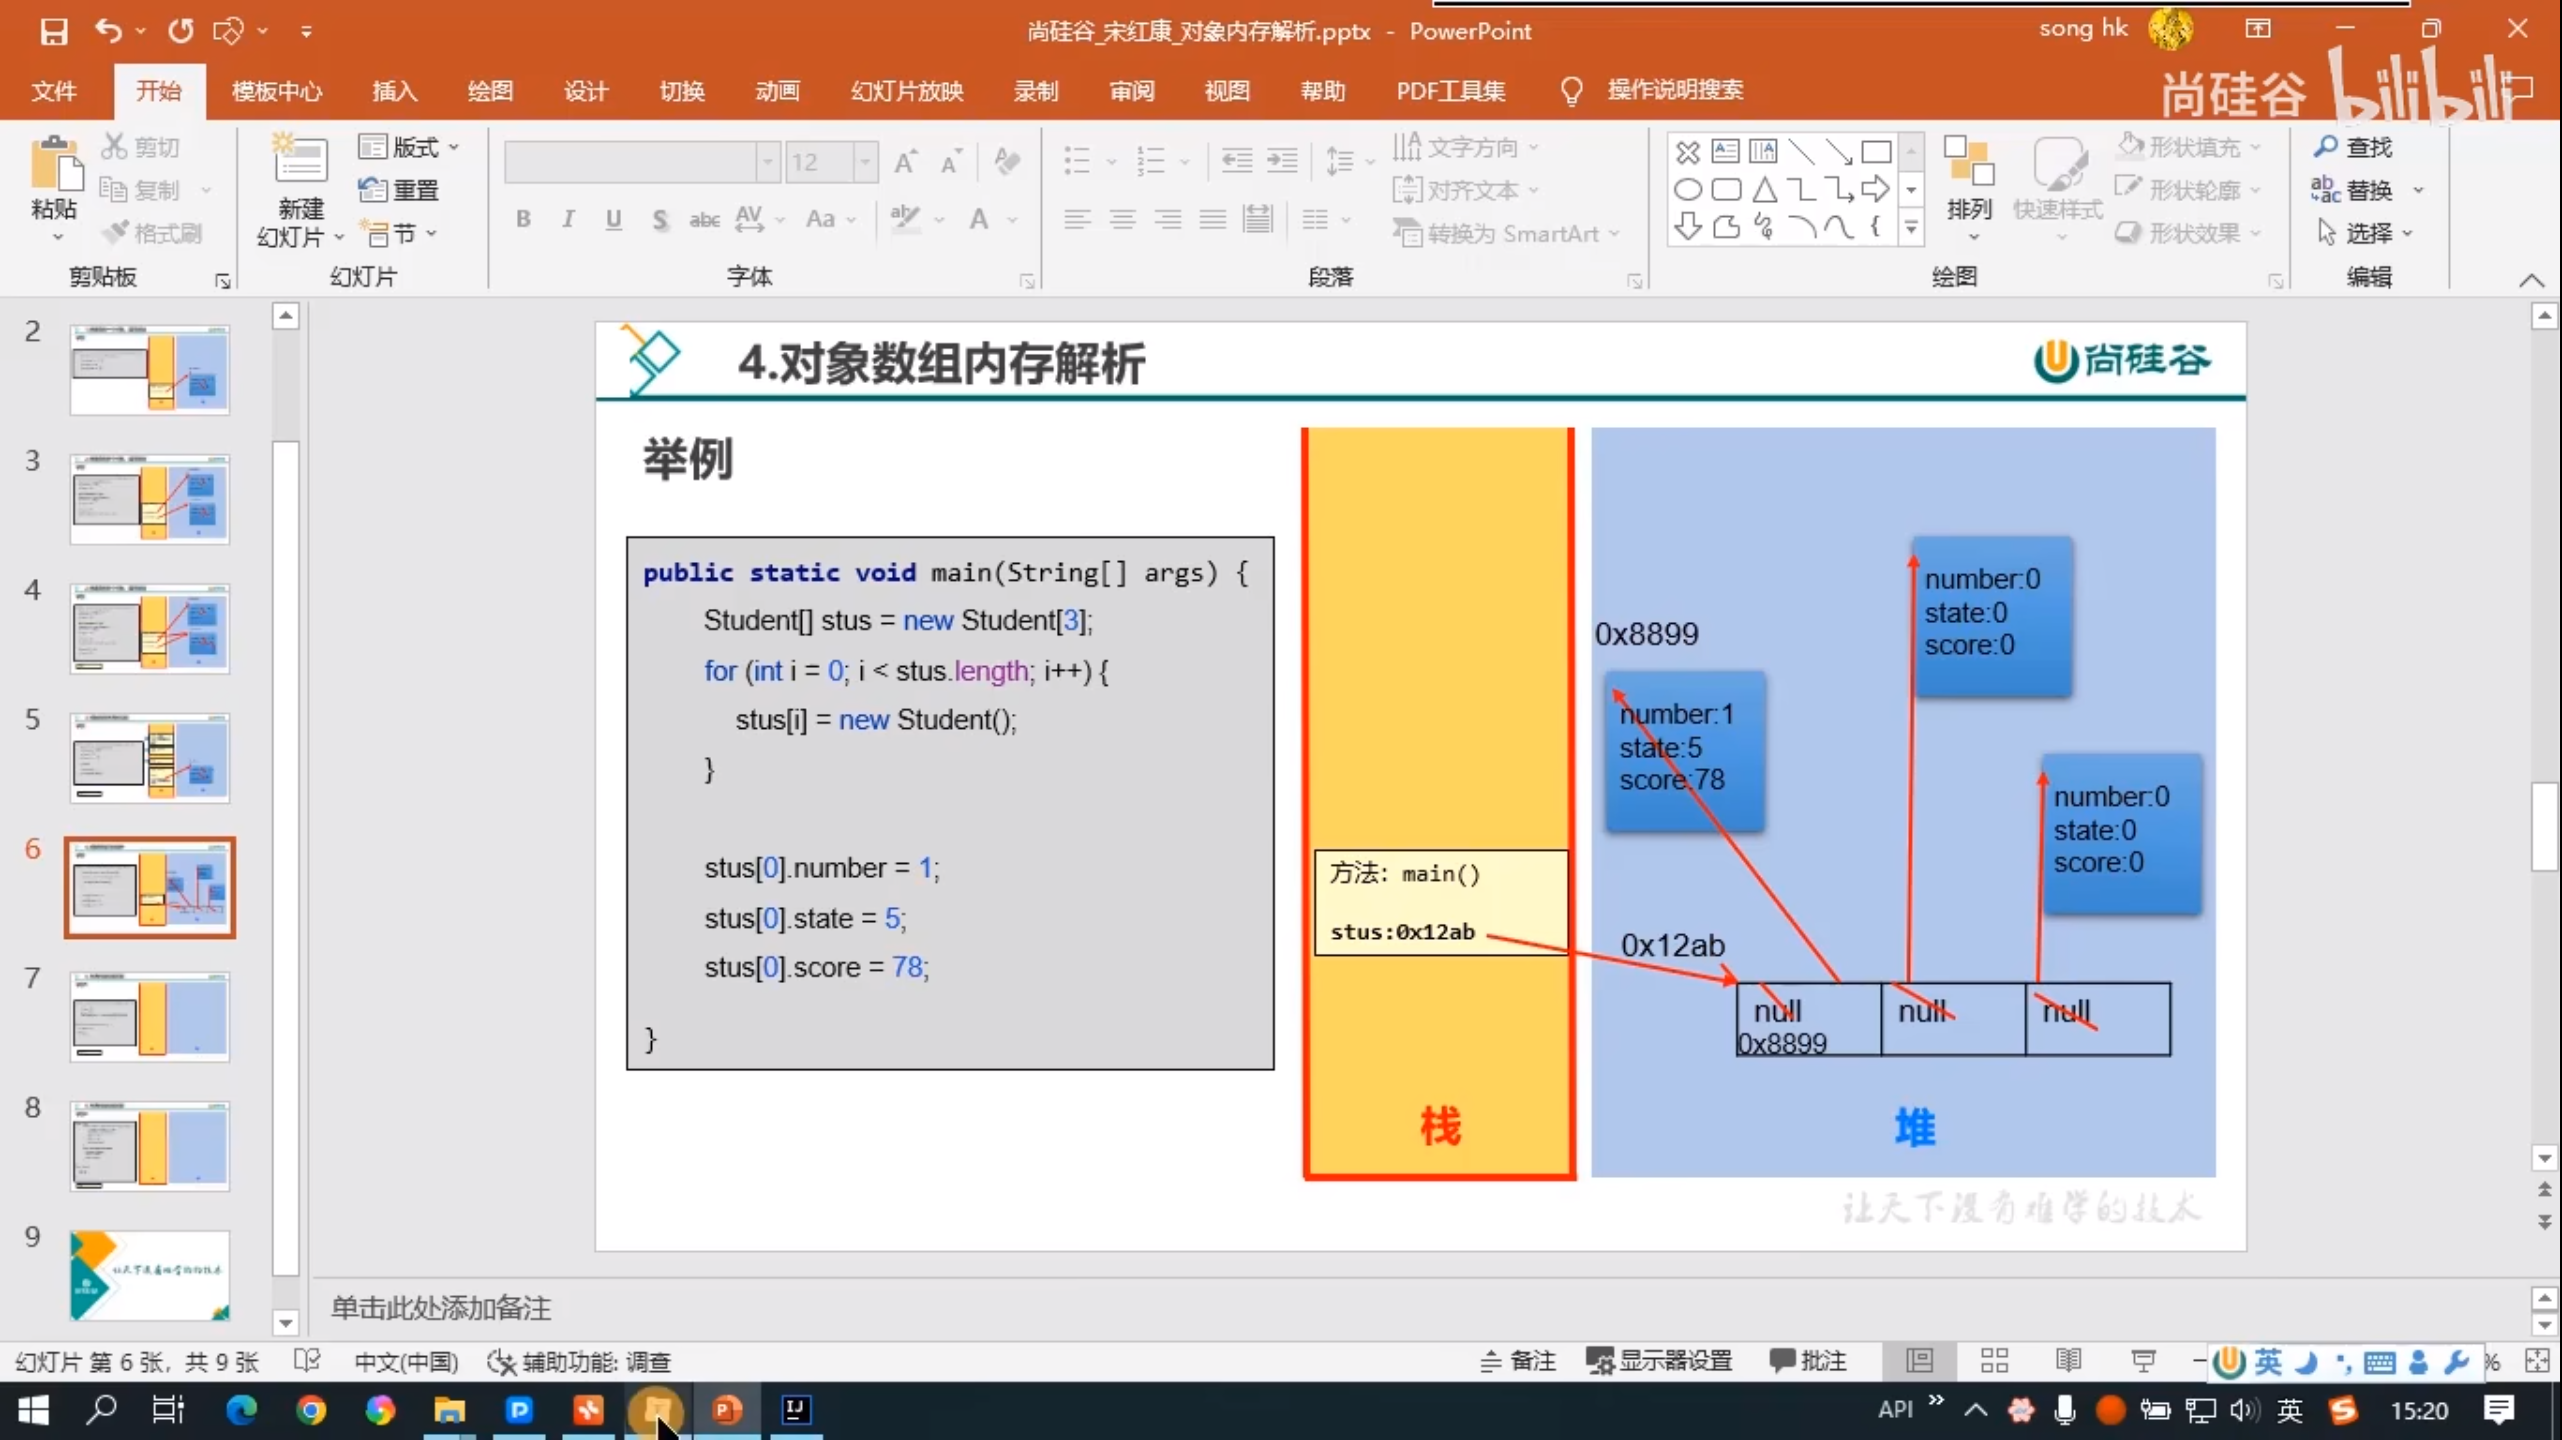 尚硅谷_宋红康_对象内存解析.pptx - PowerPoint
song hk
文件 开始 模板中心 插入 绘图 设计 切换 动画 幻灯片放映 录制 审阅 视图 帮助 PDF工具集 操作说明搜索
尚硅谷 bilibili
粘贴
剪切
复制
格式刷
剪贴板
新建
幻灯片
版式
重置
节
幻灯片
12
字体
文字方向
对齐文本
转换为 SmartArt
段落
排列
快速样式
形状填充
形状轮廓
形状效果
绘图
查找
替换
选择
编辑
2
3
4
5
6
7
8
9
4.对象数组内存解析
尚硅谷
举例
public static void main(String[] args) {
Student[] stus = new Student[3];
for (int i = 0; i < stus.length; i++) {
stus[i] = new Student();
}
stus[0].number = 1;
stus[0].state = 5;
stus[0].score = 78;
}
方法: main()
stus:0x12ab
栈
0x8899
number:1
state:5
score:78
number:0
state:0
score:0
number:0
state:0
score:0
0x12ab
null null null
0x8899
堆
让天下没有难学的技术
单击此处添加备注
幻灯片 第 6 张, 共 9 张 中文(中国) 辅助功能: 调查 备注 显示器设置 批注 英 %
API 英 15:20